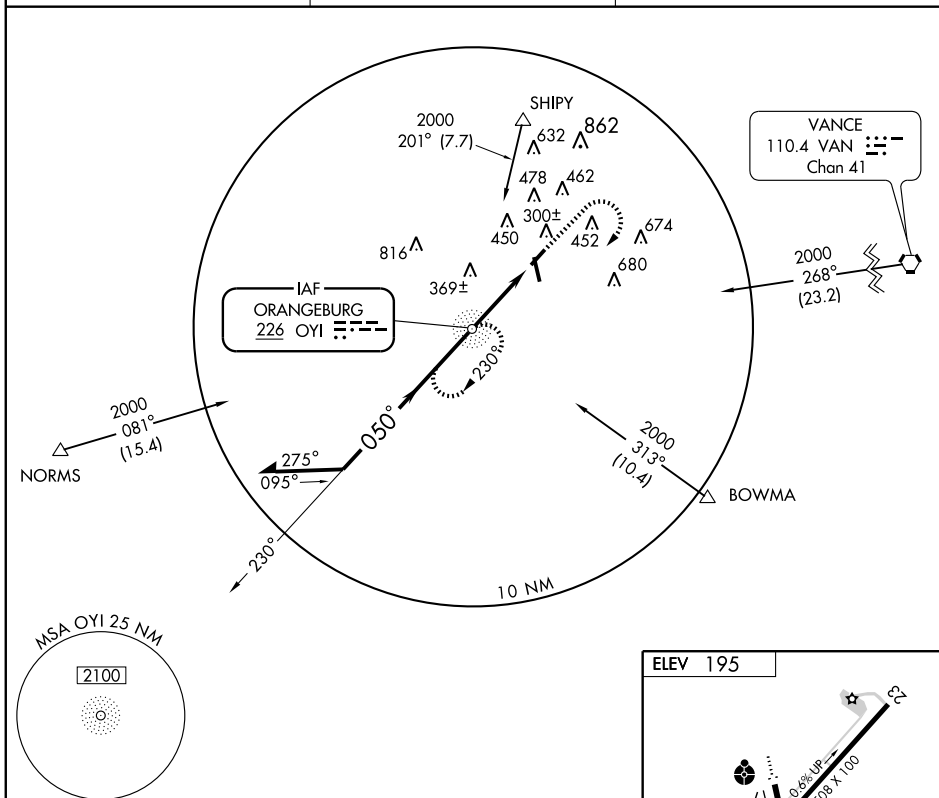 SHIPY
2000
201° (7.7)
632
862
VANCE
110.4 VAN
Chan 41
478
462
300±
450
452
674
816
680
369±
2000
268°
(23.2)
IAF
ORANGEBURG
226 OYI
230°
2000
081°
(15.4)
NORMS
050°
2000
313°
(10.4)
BOWMA
275°
095°
230°
10 NM
MSA OYI 25 NM
2100
ELEV 195
23
0.6% UP
08 X 100